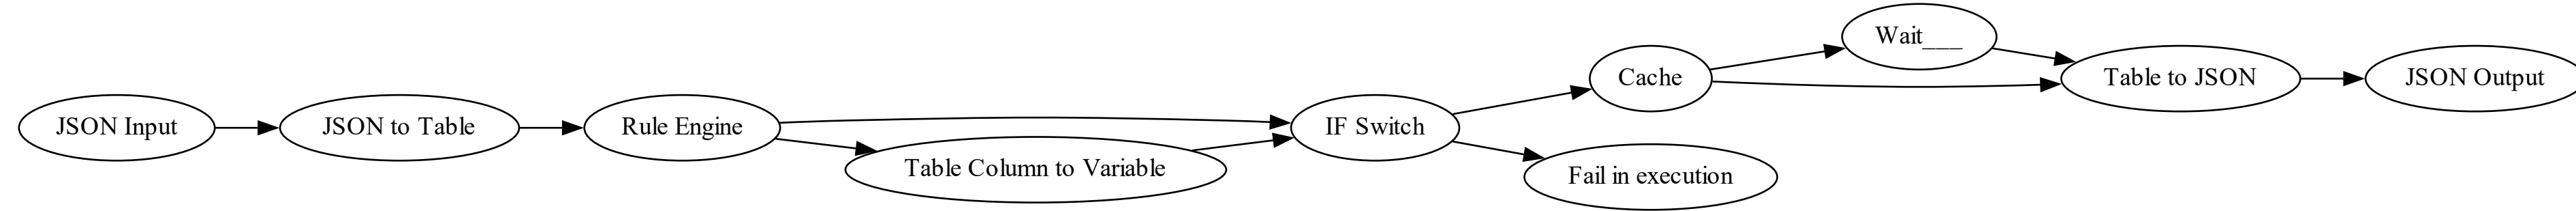 JSON Input
JSON to Table
Rule Engine
Table Column to Variable
IF Switch
Cache
Fail in execution
Wait___
Table to JSON
JSON Output